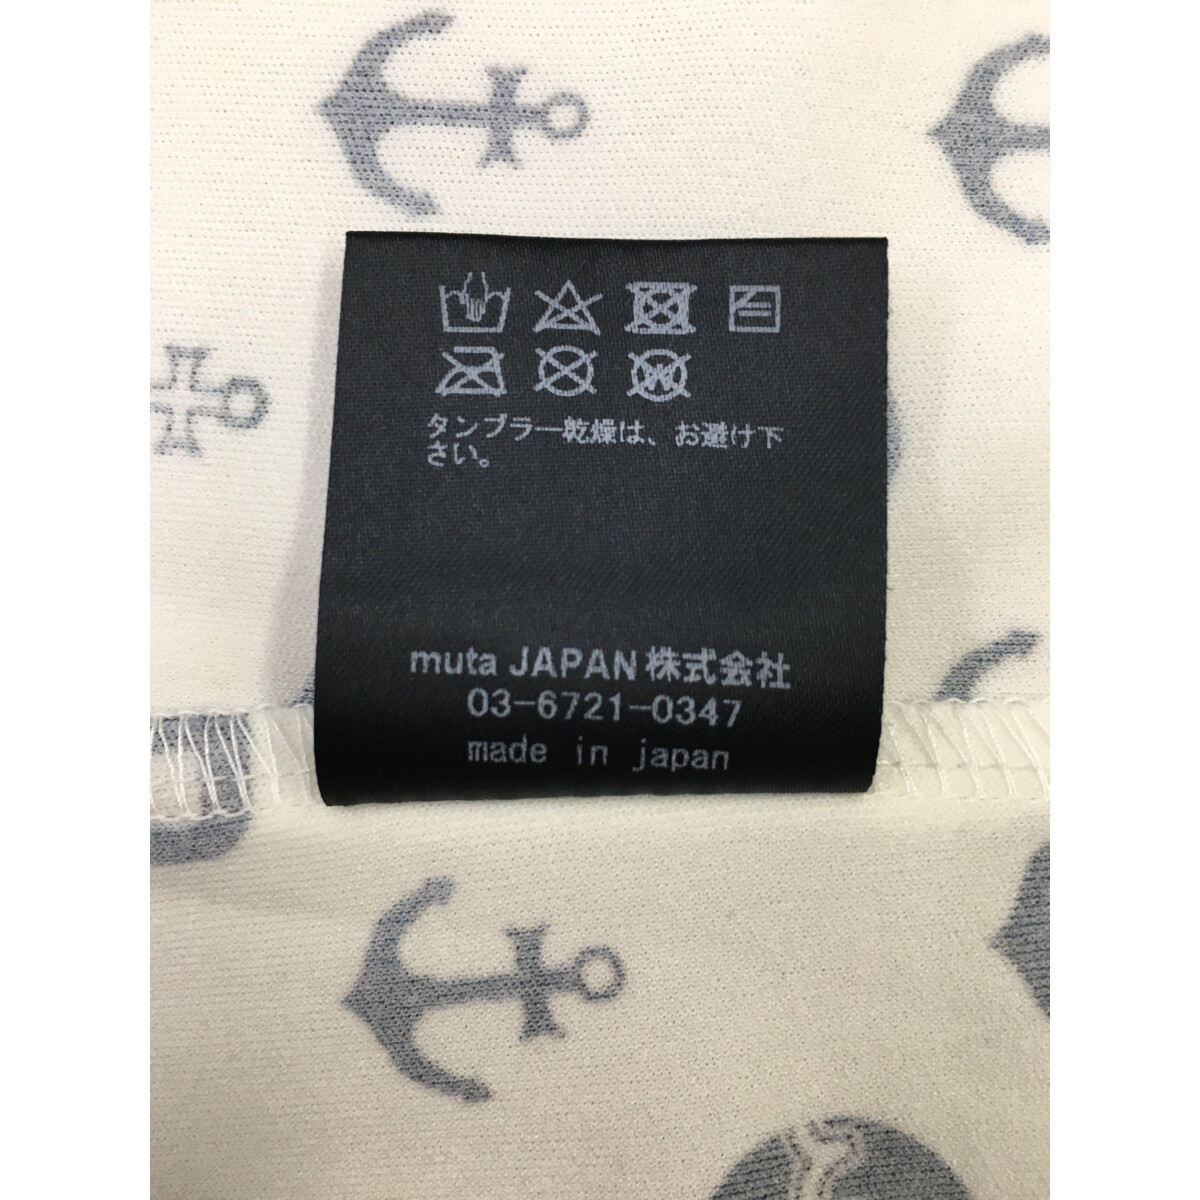 タンブラー乾燥は、お避け下
さい。
muta JAPAN株式会社
03-6721-0347
made in japan